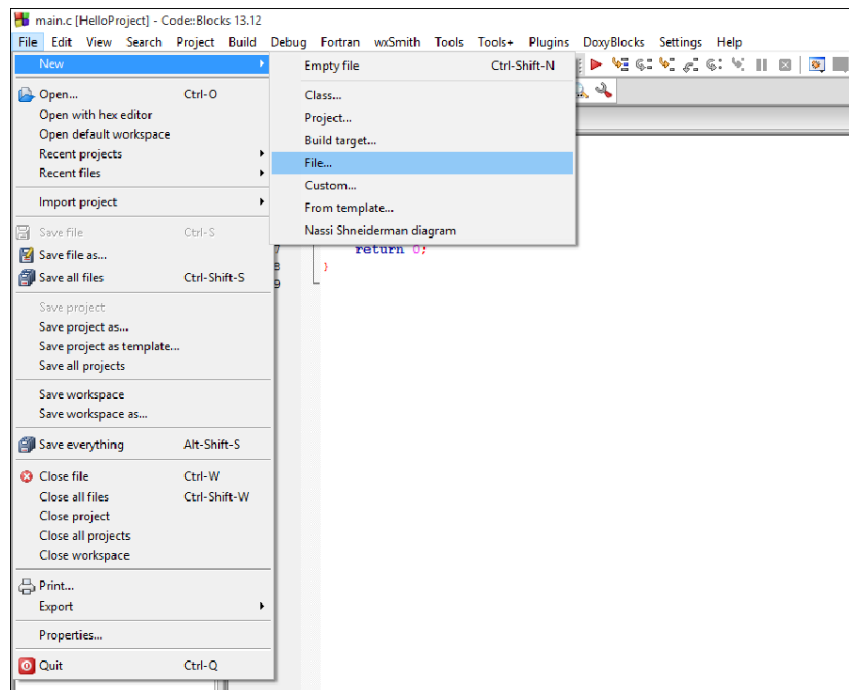 main.c [HelloProject] - Code::Blocks 13.12
File Edit View Search Project Build Debug Fortran wxSmith Tools Tools+ Plugins DoxyBlocks Settings Help
New
Open... Ctrl-O
Open with hex editor
Open default workspace
Recent projects
Recent files
Import project
Save file Ctrl-S
Save file as...
Save all files Ctrl-Shift-S
Save project
Save project as...
Save project as template...
Save all projects
Save workspace
Save workspace as...
Save everything Alt-Shift-S
Close file Ctrl-W
Close all files Ctrl-Shift-W
Close project
Close all projects
Close workspace
Print...
Export
Properties...
Quit Ctrl-Q
Empty file Ctrl-Shift-N
Class...
Project...
Build target...
File...
Custom...
From template...
Nassi Shneiderman diagram
7 return 0;
8 }
9